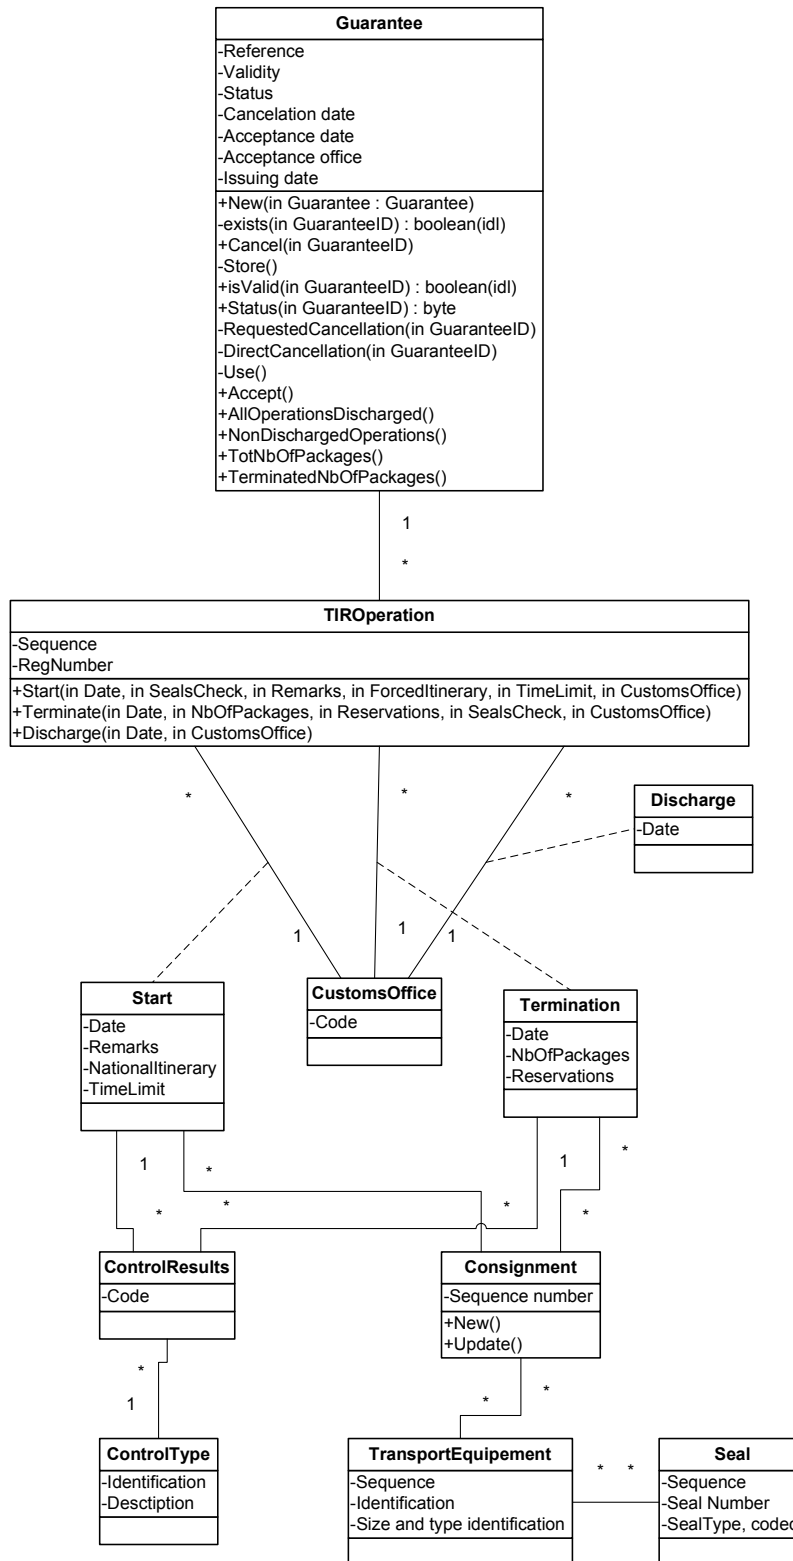 Guarantee
-Reference
-Validity
-Status
-Cancelation date
-Acceptance date
-Acceptance office
-Issuing date
+New(in Guarantee : Guarantee)
-exists(in GuaranteeID) : boolean(idl)
+Cancel(in GuaranteeID)
-Store()
+isValid(in GuaranteeID) : boolean(idl)
+Status(in GuaranteeID) : byte
-RequestedCancellation(in GuaranteeID)
-DirectCancellation(in GuaranteeID)
-Use()
+Accept()
+AllOperationsDischarged()
+NonDischargedOperations()
+TotNbOfPackages()
+TerminatedNbOfPackages()
1
*
TIROperation
-Sequence
-RegNumber
+Start(in Date, in SealsCheck, in Remarks, in ForcedItinerary, in TimeLimit, in CustomsOffice)
+Terminate(in Date, in NbOfPackages, in Reservations, in SealsCheck, in CustomsOffice)
+Discharge(in Date, in CustomsOffice)
* * *
Discharge
-Date
1 1 1
Start
-Date
-Remarks
-NationalItinerary
-TimeLimit
CustomsOffice
-Code
Termination
-Date
-NbOfPackages
-Reservations
1 * 1 *
* * * *
ControlResults
-Code
Consignment
-Sequence number
+New()
+Update()
*
1
* *
ControlType
-Identification
-Desctiption
TransportEquipement
-Sequence
-Identification
-Size and type identification
* *
Seal
-Sequence
-Seal Number
-SealType, coded